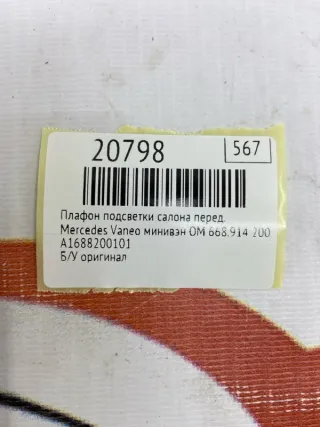 20798 567
Плафон подсветки салона перед.
Mercedes Vaneo минивэн OM 668.914 200
A1688200101
Б/У оригинал